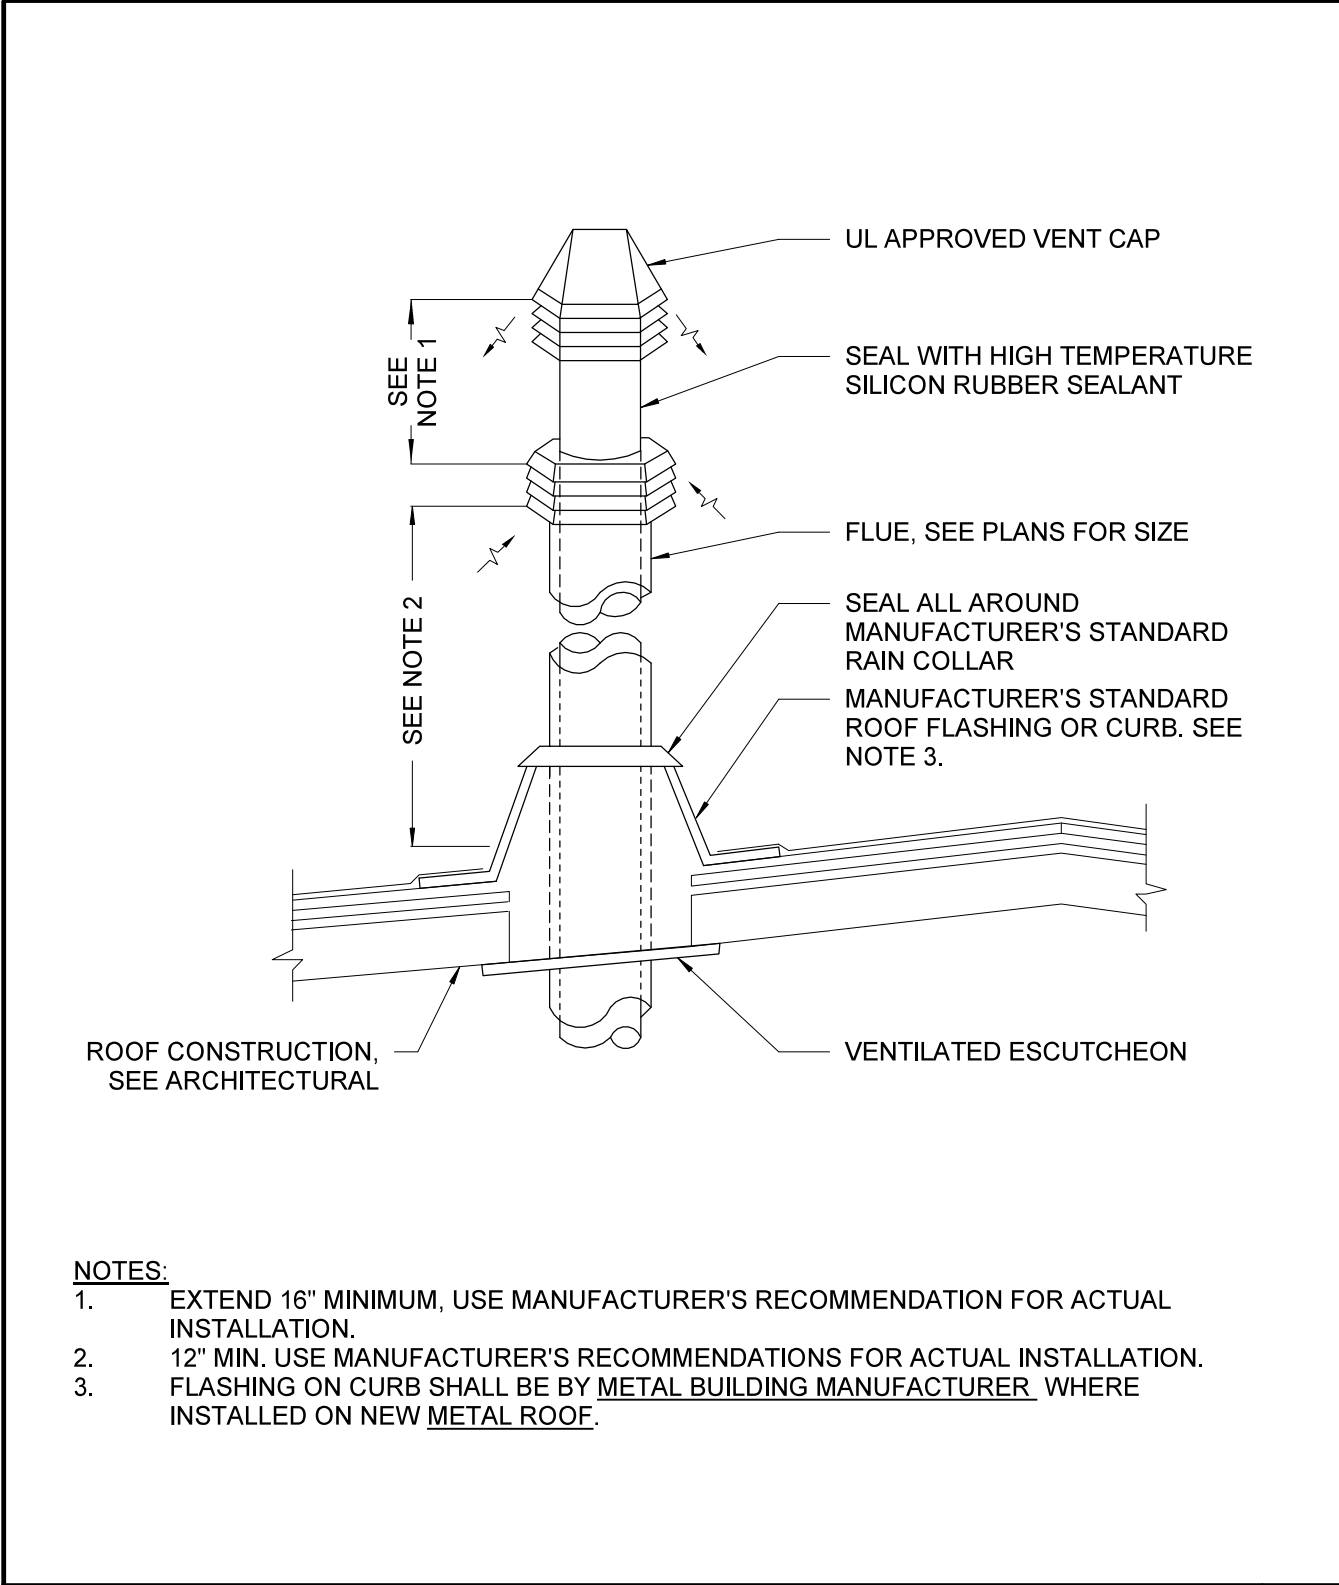 UL APPROVED VENT CAP
SEE
NOTE 1
SEAL WITH HIGH TEMPERATURE
SILICON RUBBER SEALANT
FLUE, SEE PLANS FOR SIZE
SEE NOTE 2
SEAL ALL AROUND
MANUFACTURER'S STANDARD
RAIN COLLAR
MANUFACTURER'S STANDARD
ROOF FLASHING OR CURB. SEE
NOTE 3.
ROOF CONSTRUCTION,
SEE ARCHITECTURAL
VENTILATED ESCUTCHEON
NOTES:
1. EXTEND 16" MINIMUM, USE MANUFACTURER'S RECOMMENDATION FOR ACTUAL
INSTALLATION.
2. 12" MIN. USE MANUFACTURER'S RECOMMENDATIONS FOR ACTUAL INSTALLATION.
3. FLASHING ON CURB SHALL BE BY METAL BUILDING MANUFACTURER WHERE
INSTALLED ON NEW METAL ROOF.